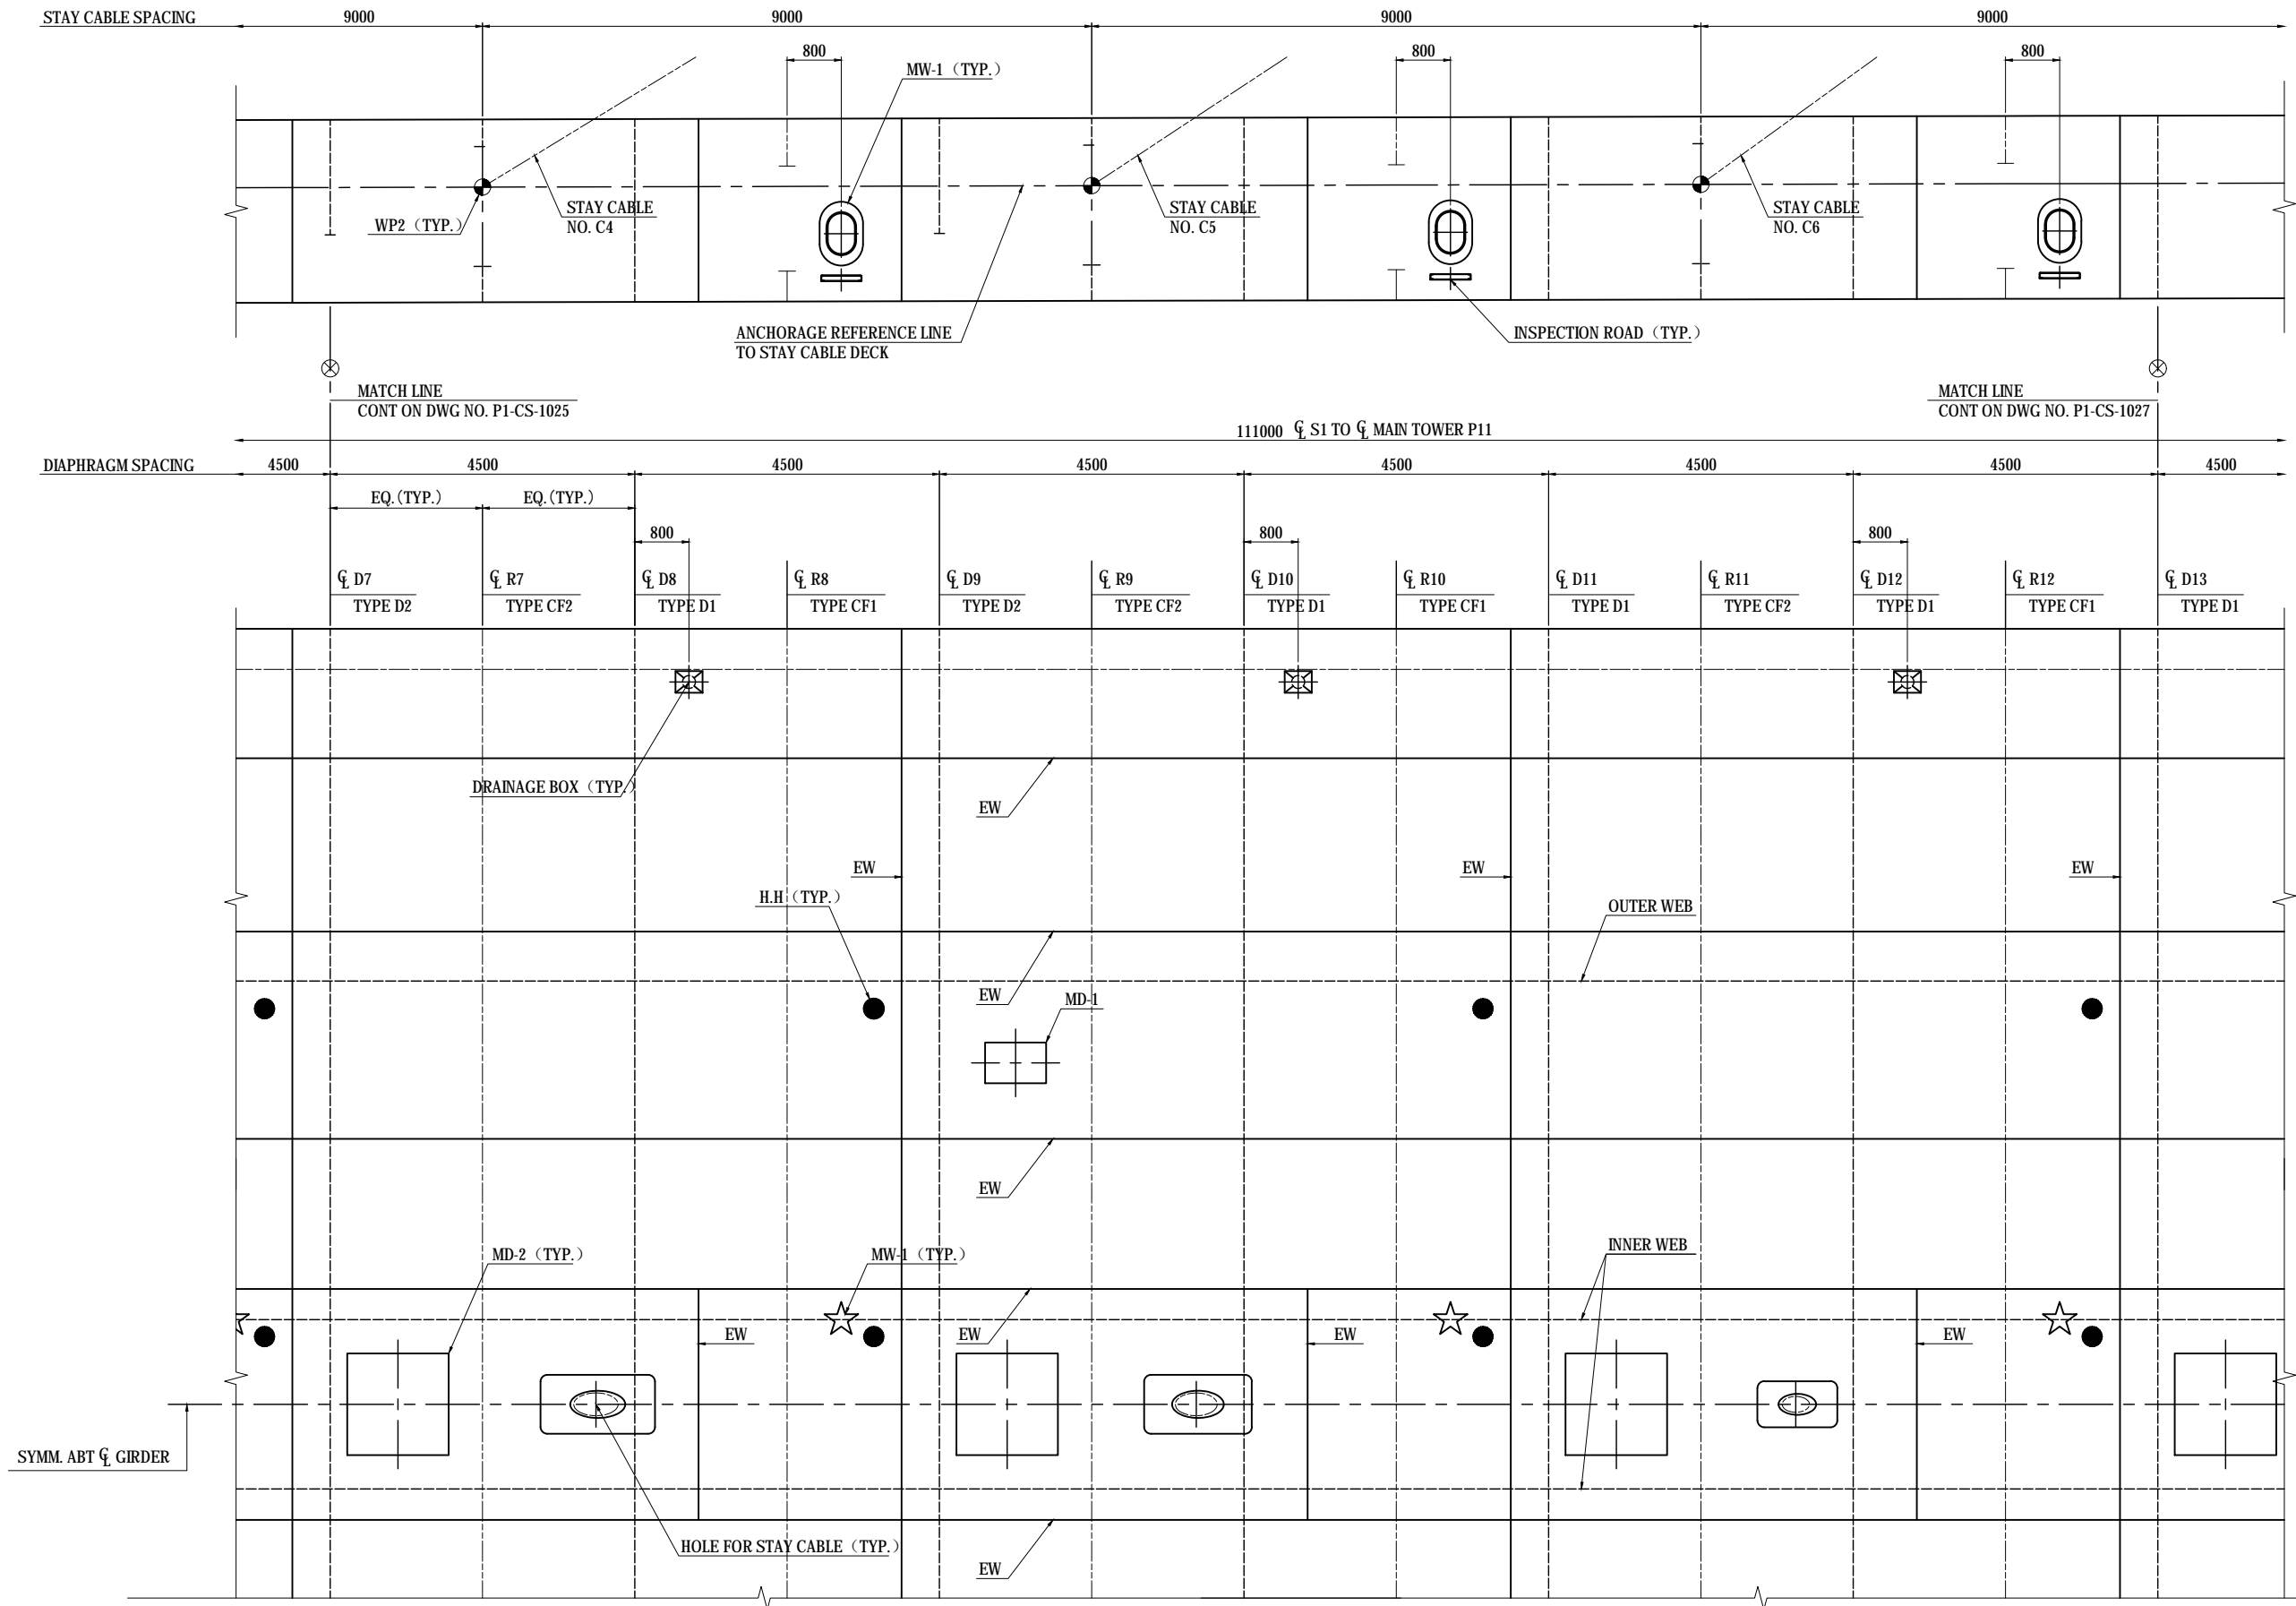 STAY CABLE SPACING 9000 9000 9000 9000
800 800 800
MW-1 (TYP.)
WP2 (TYP.)
STAY CABLE
NO. C4
STAY CABLE
NO. C5
STAY CABLE
NO. C6
ANCHORAGE REFERENCE LINE
TO STAY CABLE DECK
INSPECTION ROAD (TYP.)
MATCH LINE
CONT ON DWG NO. P1-CS-1025
MATCH LINE
CONT ON DWG NO. P1-CS-1027
111000 ℄ S1 TO ℄ MAIN TOWER P11
DIAPHRAGM SPACING 4500 4500 4500 4500 4500 4500 4500 4500
EQ.(TYP.) EQ.(TYP.)
800 800 800
℄ D7
TYPE D2
℄ R7
TYPE CF2
℄ D8
TYPE D1
℄ R8
TYPE CF1
℄ D9
TYPE D2
℄ R9
TYPE CF2
℄ D10
TYPE D1
℄ R10
TYPE CF1
℄ D11
TYPE D1
℄ R11
TYPE CF2
℄ D12
TYPE D1
℄ R12
TYPE CF1
℄ D13
TYPE D1
DRAINAGE BOX (TYP.)
EW
EW EW EW
H.H (TYP.)
OUTER WEB
EW
MD-1
EW
MD-2 (TYP.)
MW-1 (TYP.)
INNER WEB
EW EW EW EW
SYMM. ABT ℄ GIRDER
HOLE FOR STAY CABLE (TYP.)
EW